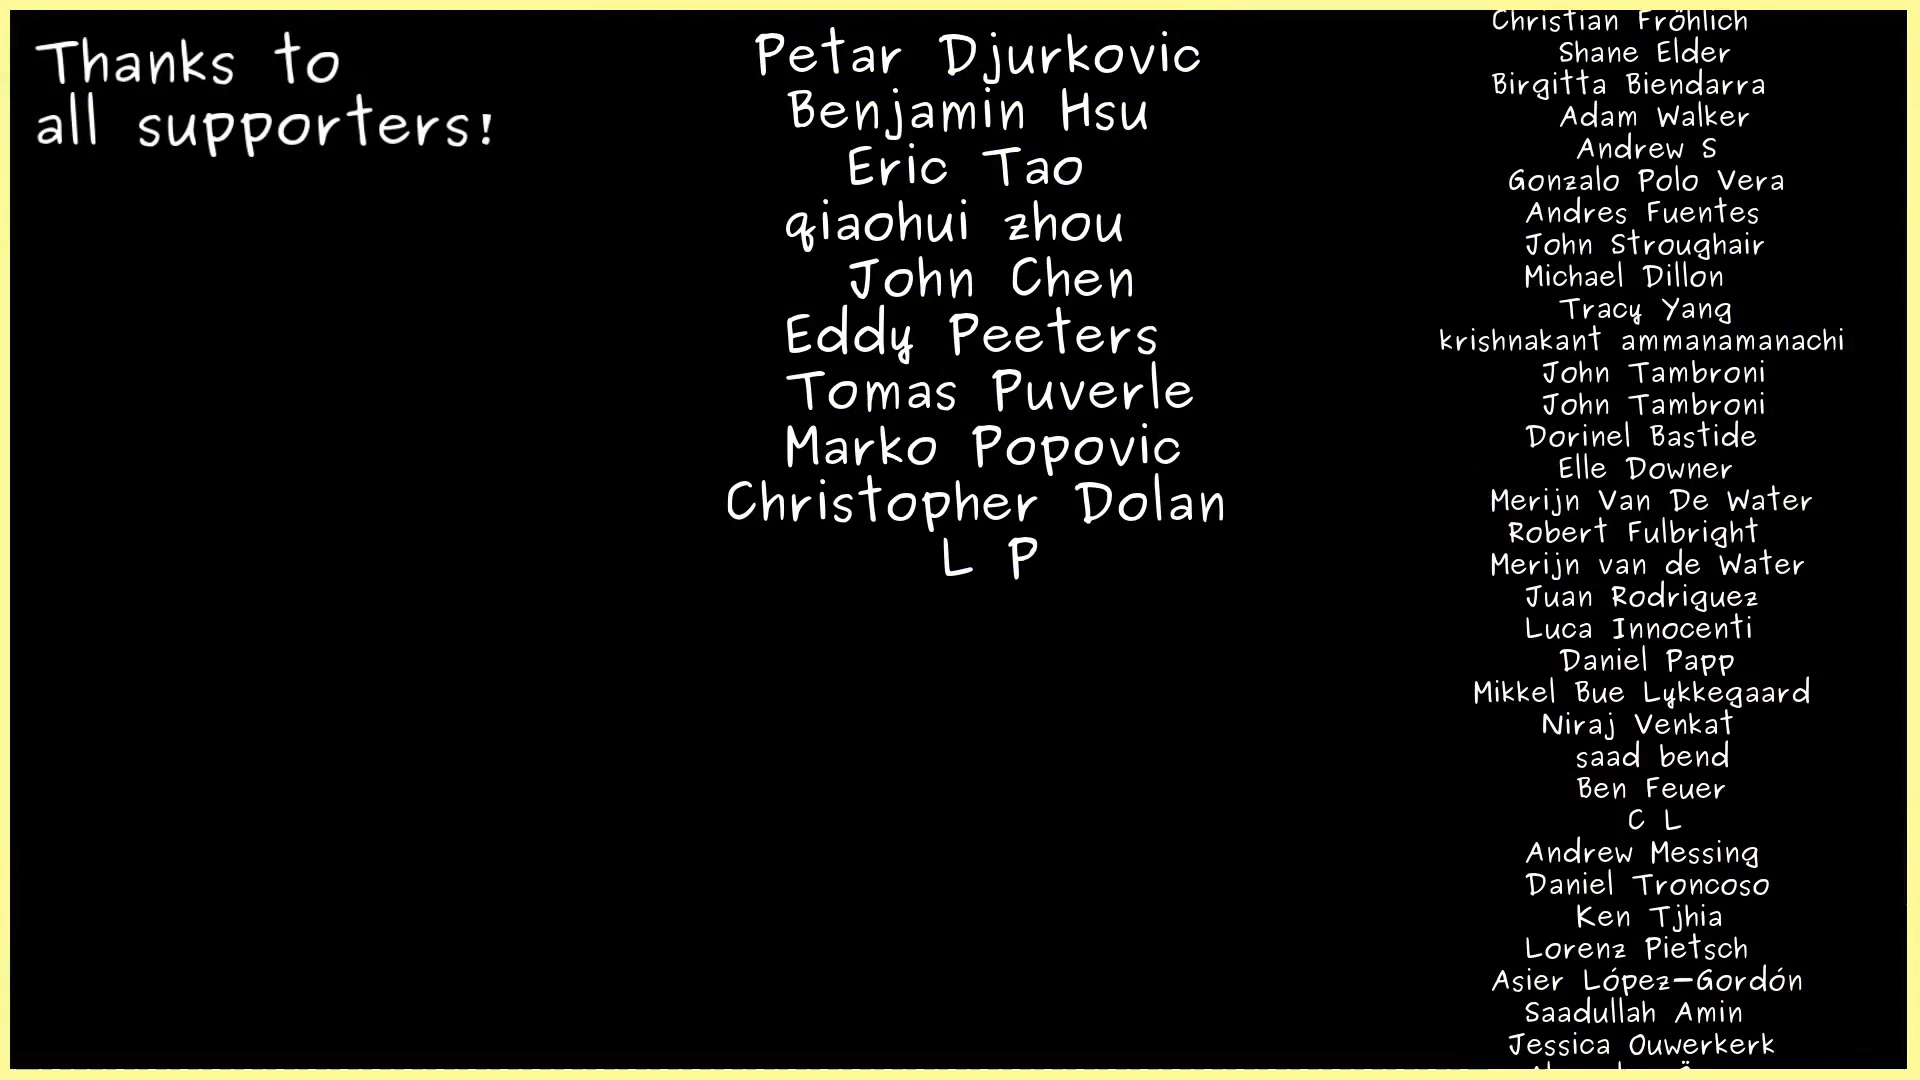 Thanks to
all supporters!
Petar Djurkovic
Benjamin Hsu
Eric Tao
qiaohui zhou
John Chen
Eddy Peeters
Tomas Puverle
Marko Popovic
Christopher Dolan
L P
Christian Fröhlich
Shane Elder
Birgitta Biendarra
Adam Walker
Andrew S
Gonzalo Polo Vera
Andres Fuentes
John Stroughair
Michael Dillon
Tracy Yang
krishnakant ammanamanachi
John Tambroni
John Tambroni
Dorinel Bastide
Elle Downer
Merijn Van De Water
Robert Fulbright
Merijn van de Water
Juan Rodriguez
Luca Innocenti
Daniel Papp
Mikkel Bue Lykkegaard
Niraj Venkat
saad bend
Ben Feuer
C L
Andrew Messing
Daniel Troncoso
Ken Tjhia
Lorenz Pietsch
Asier López-Gordón
Saadullah Amin
Jessica Ouwerkerk